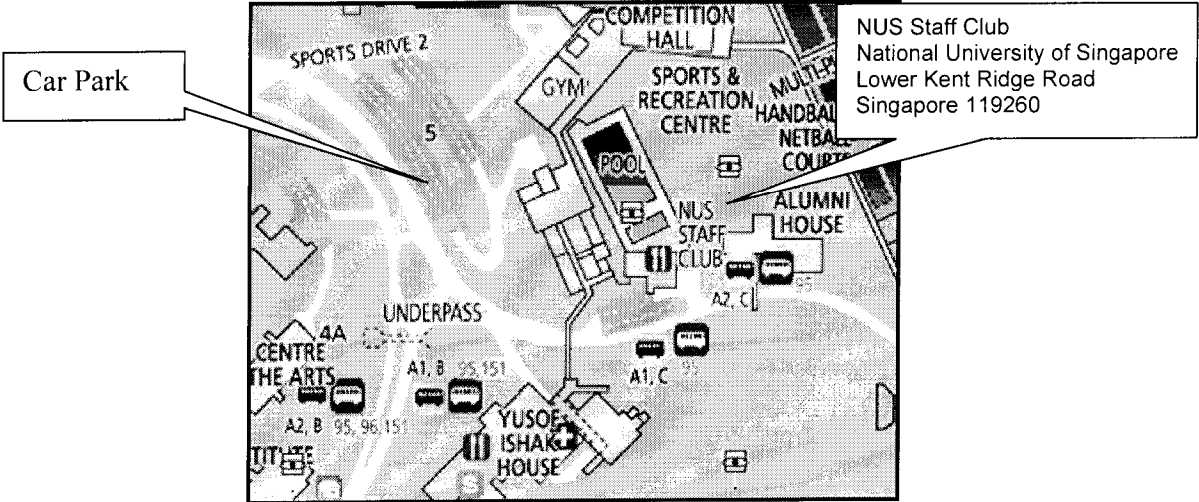 Car Park
NUS Staff Club
National University of Singapore
Lower Kent Ridge Road
Singapore 119260
COMPETITION
HALL
SPORTS DRIVE 2
GYM
SPORTS &
RECREATION
CENTRE
5
POOL
NETBALL
COURTS
NUS
STAFF
CLUB
ALUMNI
HOUSE
A2, C
95
UNDERPASS
A1, C
95
4A
CENTRE
THE ARTS
A1, B 95, 151
A2, B 95, 96, 151
YUSOF
ISHAK
HOUSE